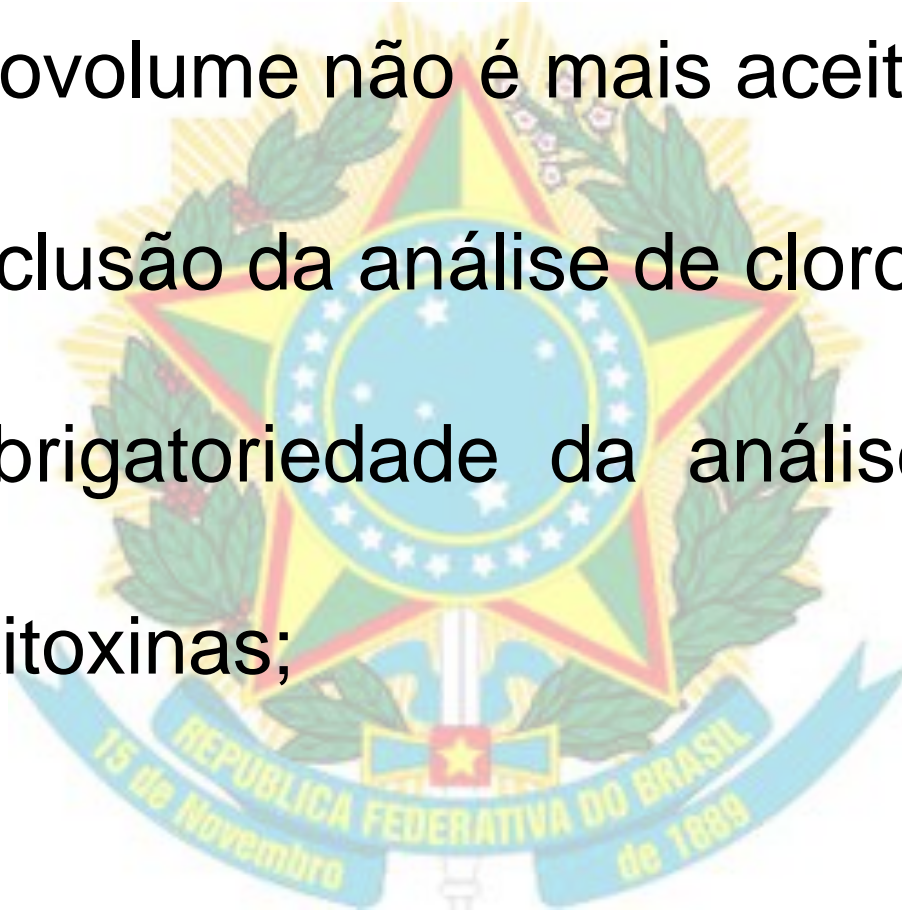 ovolume não é mais aceit
clusão da análise de cloro
brigatoriedade da análise
itoxinas;
REPUBLICA FEDERATIVA DO BRASIL
15 de Novembro
de 1889